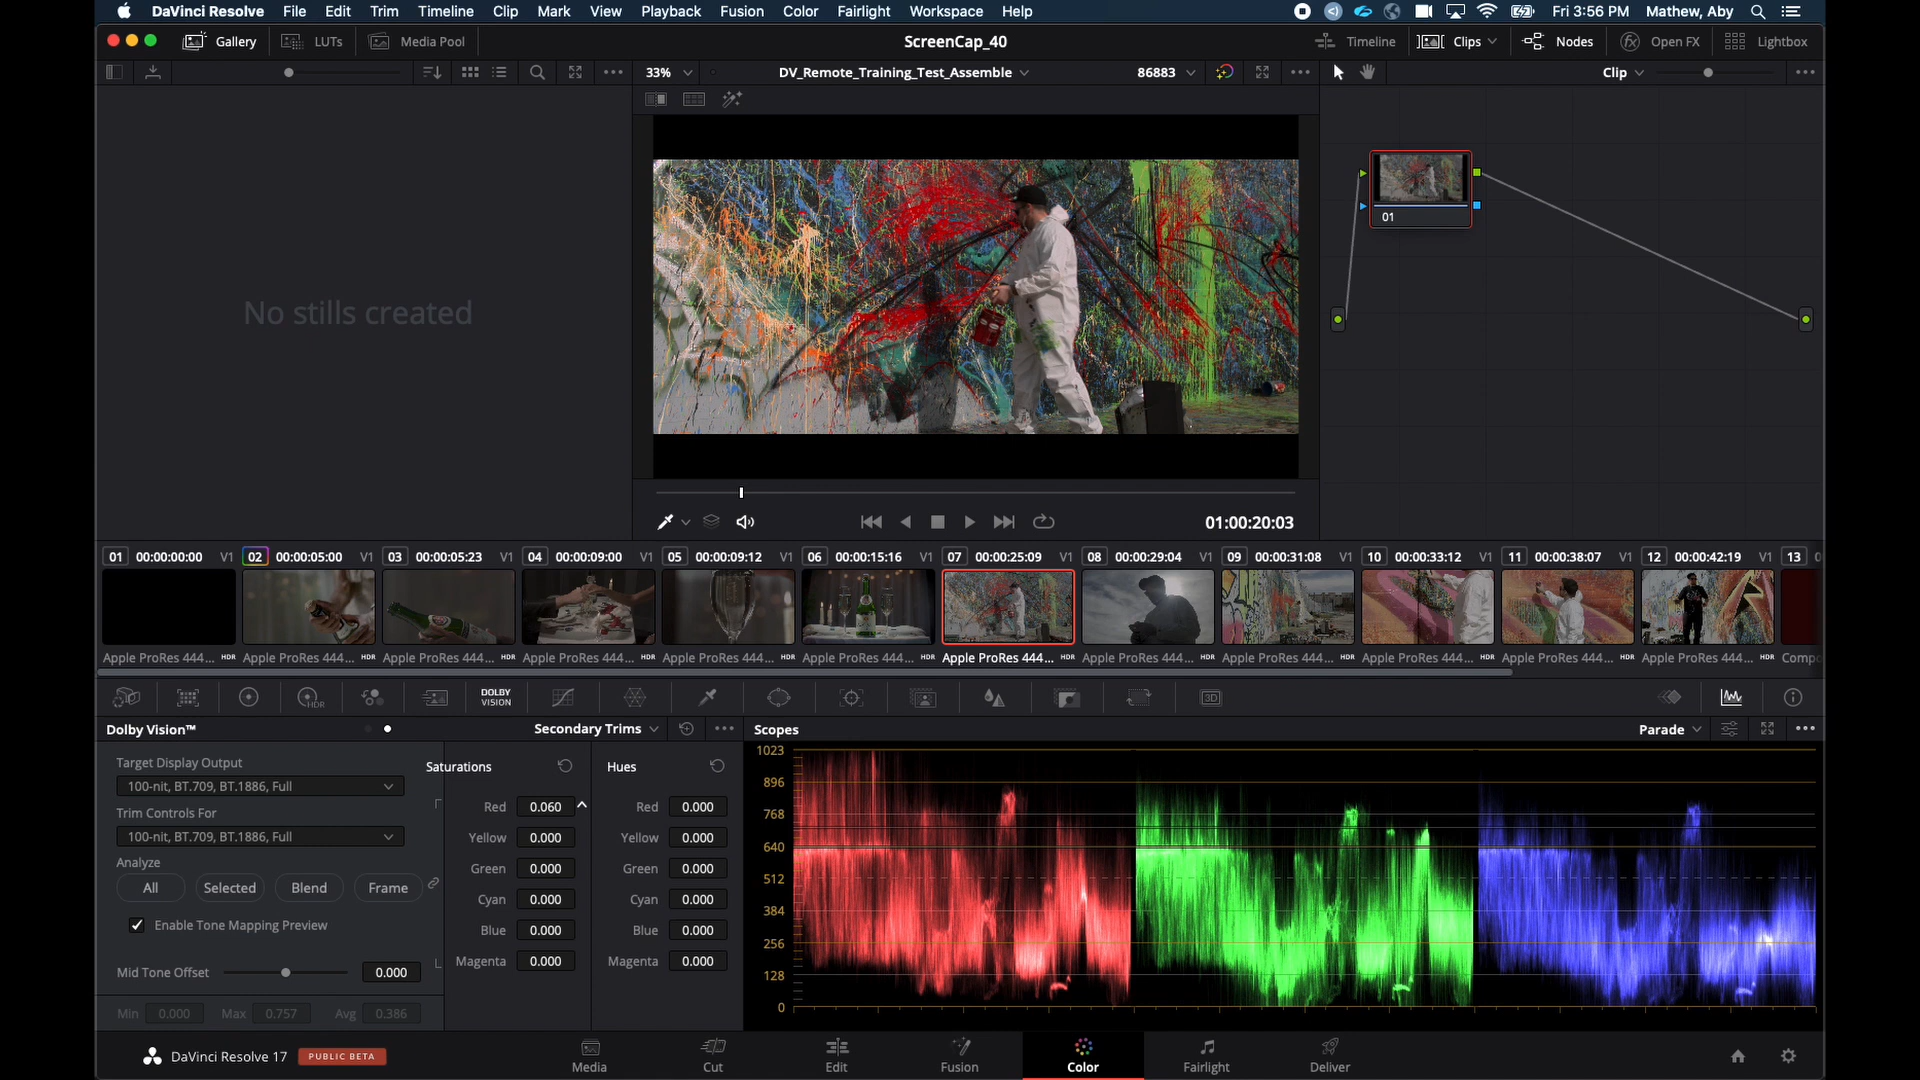 DaVinci Resolve File Edit Trim Timeline Clip Mark View Playback Fusion Color Fairlight Workspace Help Fri 3:56 PM Mathew, Aby
Gallery LUTs Media Pool ScreenCap_40 Timeline Clips Nodes Open FX Lightbox
33% DV_Remote_Training_Test_Assemble 86883 Clip
No stills created
01
01:00:20:03
01 00:00:00:00 V1 02 00:00:05:00 V1 03 00:00:05:23 V1 04 00:00:09:00 V1 05 00:00:09:12 V1 06 00:00:15:16 V1 07 00:00:25:09 V1 08 00:00:29:04 V1 09 00:00:31:08 V1 10 00:00:33:12 V1 11 00:00:38:07 V1 12 00:00:42:19 V1 13 0
Apple ProRes 444... HDR Apple ProRes 444... HDR Apple ProRes 444... HDR Apple ProRes 444... HDR Apple ProRes 444... HDR Apple ProRes 444... HDR Apple ProRes 444... HDR Apple ProRes 444... HDR Apple ProRes 444... HDR Apple ProRes 444... HDR Apple ProRes 444... HDR Apple ProRes 444... HDR Compo
HDR DOLBY VISION 3D
Dolby Vision™ Secondary Trims Scopes Parade
Target Display Output
100-nit, BT.709, BT.1886, Full
Trim Controls For
100-nit, BT.709, BT.1886, Full
Analyze
All Selected Blend Frame
Enable Tone Mapping Preview
Mid Tone Offset 0.000
Min 0.000 Max 0.757 Avg 0.386
Saturations
Red 0.060
Yellow 0.000
Green 0.000
Cyan 0.000
Blue 0.000
Magenta 0.000
Hues
Red 0.000
Yellow 0.000
Green 0.000
Cyan 0.000
Blue 0.000
Magenta 0.000
1023
896
768
640
512
384
256
128
0
DaVinci Resolve 17 PUBLIC BETA Media Cut Edit Fusion Color Fairlight Deliver